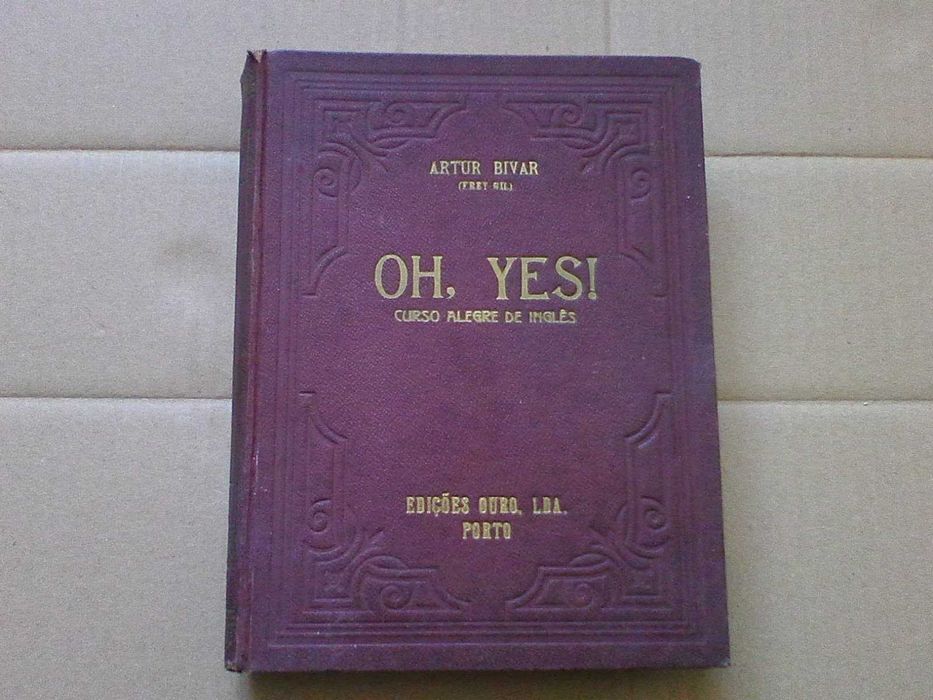 ARTUR BIVAR
(FREY GIL)
OH, YES!
CURSO ALEGRE DE INGLÊS
EDIÇÕES OURO, LDA.
PORTO